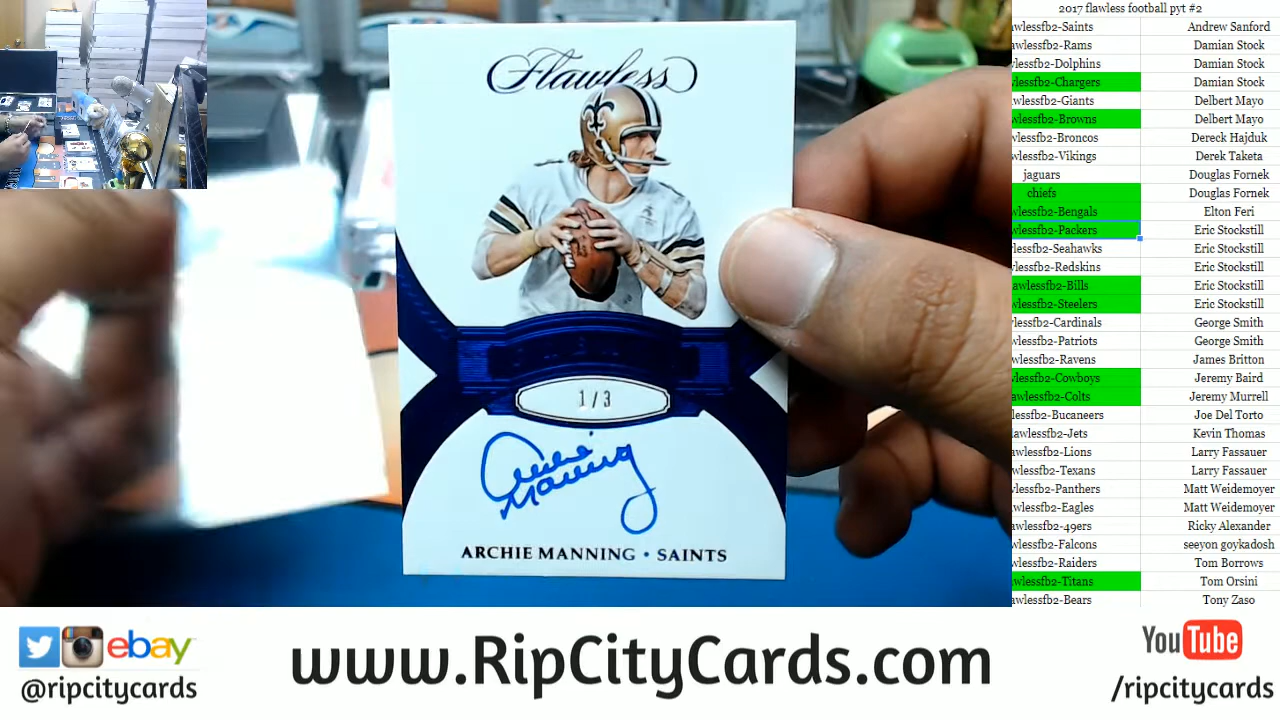 2017 flawless football pyt #2
awlessfb2-Saints Andrew Sanford
awlessfb2-Rams Damian Stock
wlessfb2-Dolphins Damian Stock
wlessfb2-Chargers Damian Stock
awlessfb2-Giants Delbert Mayo
wlessfb2-Browns Delbert Mayo
wlessfb2-Broncos Dereck Hajduk
wlessfb2-Vikings Derek Taketa
jaguars Douglas Fornek
chiefs Douglas Fornek
wlessfb2-Bengals Elton Feri
wlessfb2-Packers Eric Stockstill
lessfb2-Seahawks Eric Stockstill
lessfb2-Redskins Eric Stockstill
lawlessfb2-Bills Eric Stockstill
awlessfb2-Steelers Eric Stockstill
vlessfb2-Cardinals George Smith
wlessfb2-Patriots George Smith
wlessfb2-Ravens James Britton
wlessfb2-Cowboys Jeremy Baird
lawlessfb2-Colts Jeremy Murrell
lessfb2-Bucaneers Joe Del Torto
lawlessfb2-Jets Kevin Thomas
awlessfb2-Lions Larry Fassauer
wlessfb2-Texans Larry Fassauer
wlessfb2-Panthers Matt Weidemoyer
wlessfb2-Eagles Matt Weidemoyer
awlessfb2-49ers Ricky Alexander
wlessfb2-Falcons seeyon goykadosh
wlessfb2-Raiders Tom Borrows
awlessfb2-Titans Tom Orsini
awlessfb2-Bears Tony Zaso
Flawless
1/3
Archie Manning
ARCHIE MANNING • SAINTS
ebay
@ripcitycards
www.RipCityCards.com
YouTube
/ripcitycards